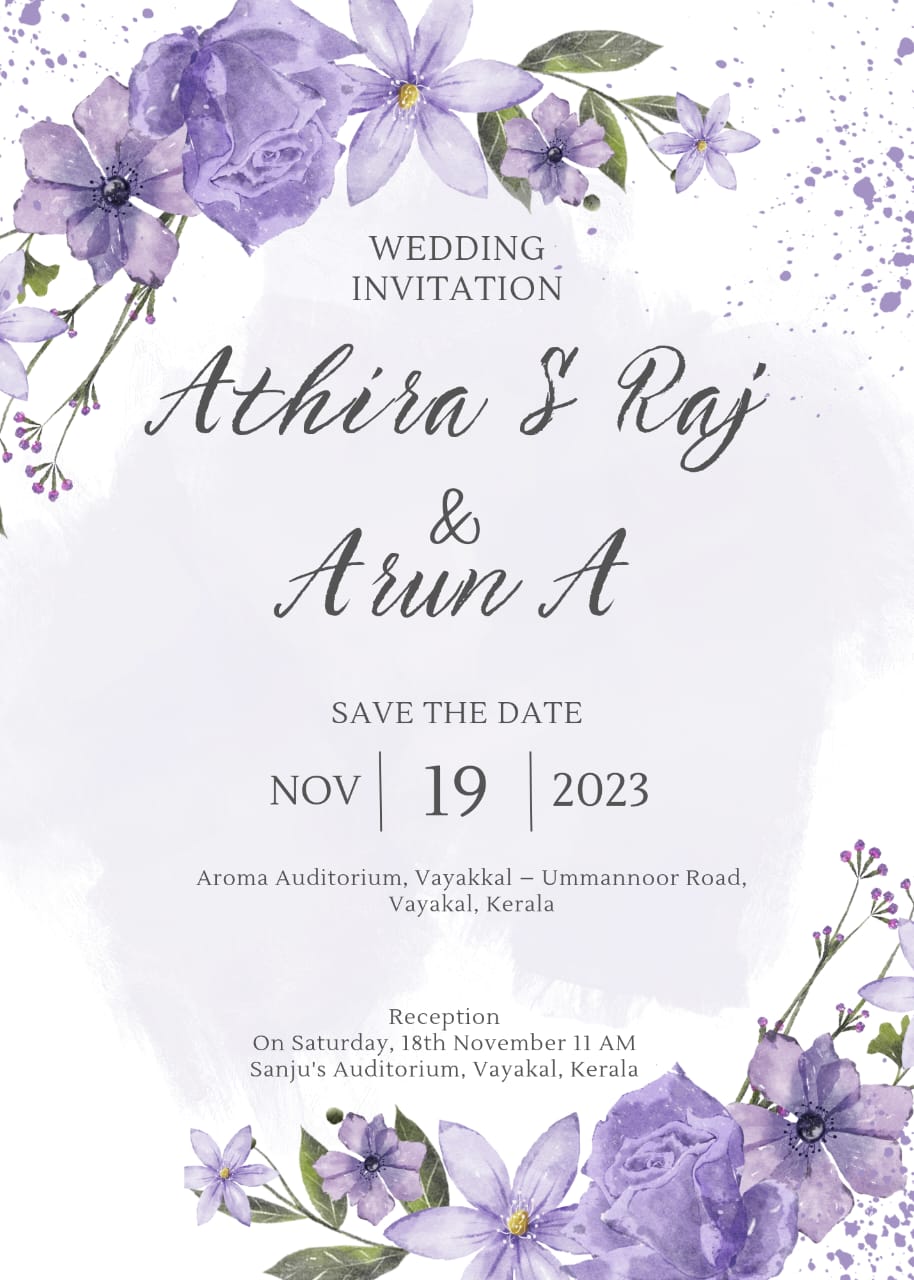 WEDDING
INVITATION
Athira S Raj
&
Arun A
SAVE THE DATE
NOV 19 2023
Aroma Auditorium, Vayakkal – Ummannoor Road,
Vayakal, Kerala
Reception
On Saturday, 18th November 11 AM
Sanju's Auditorium, Vayakal, Kerala